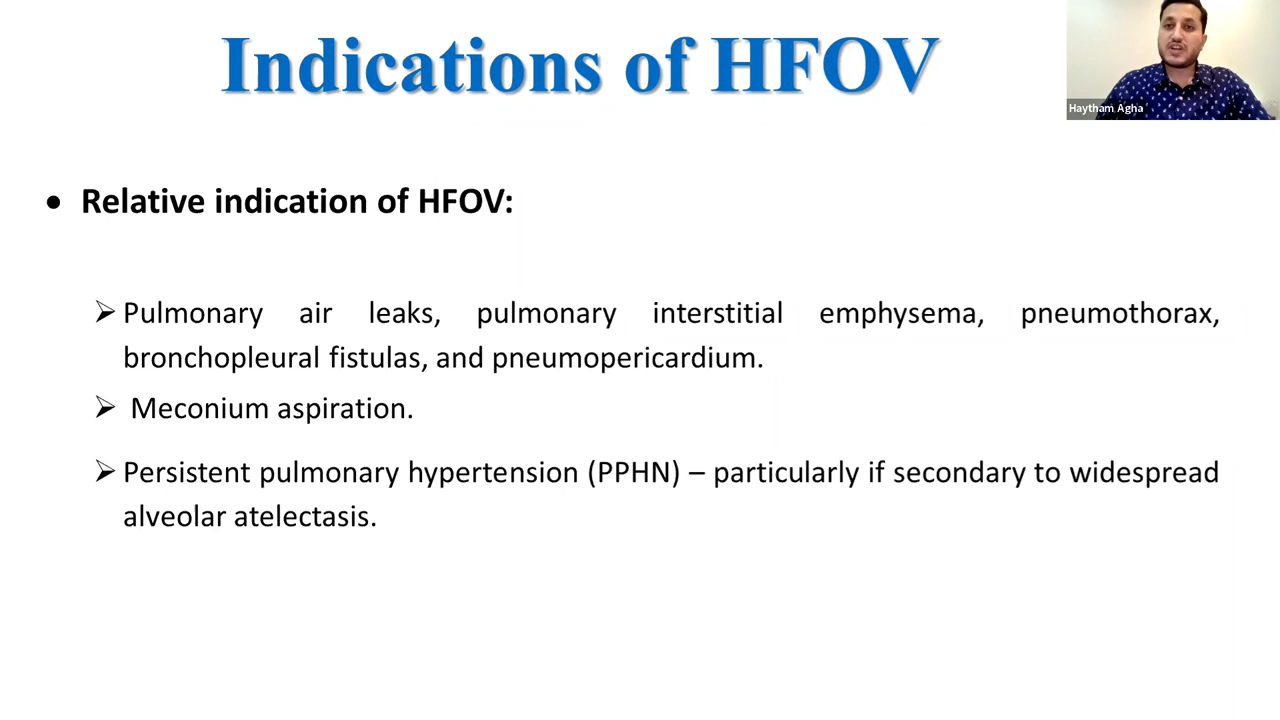 Indications of HFOV
Haytham Agha
• Relative indication of HFOV:
➢ Pulmonary air leaks, pulmonary interstitial emphysema, pneumothorax,
bronchopleural fistulas, and pneumopericardium.
➢ Meconium aspiration.
➢ Persistent pulmonary hypertension (PPHN) – particularly if secondary to widespread
alveolar atelectasis.